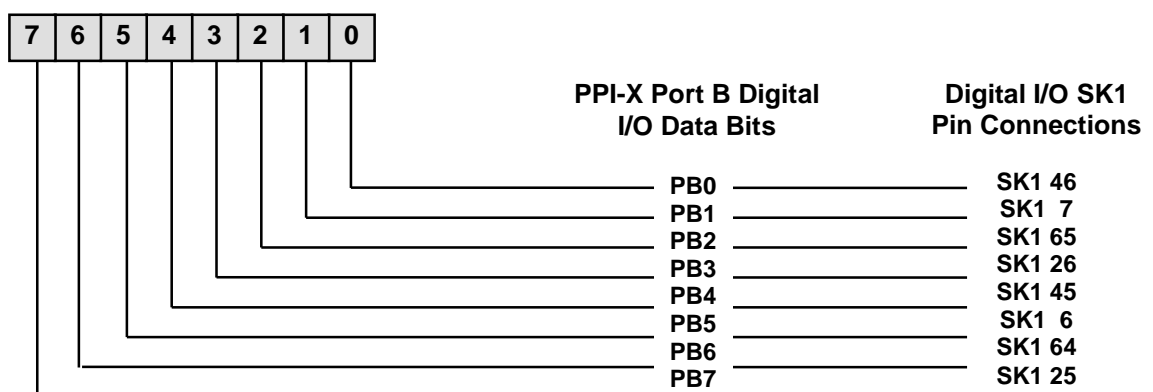 7 6 5 4 3 2 1 0
PPI-X Port B Digital
I/O Data Bits
Digital I/O SK1
Pin Connections
PB0 SK1 46
PB1 SK1 7
PB2 SK1 65
PB3 SK1 26
PB4 SK1 45
PB5 SK1 6
PB6 SK1 64
PB7 SK1 25